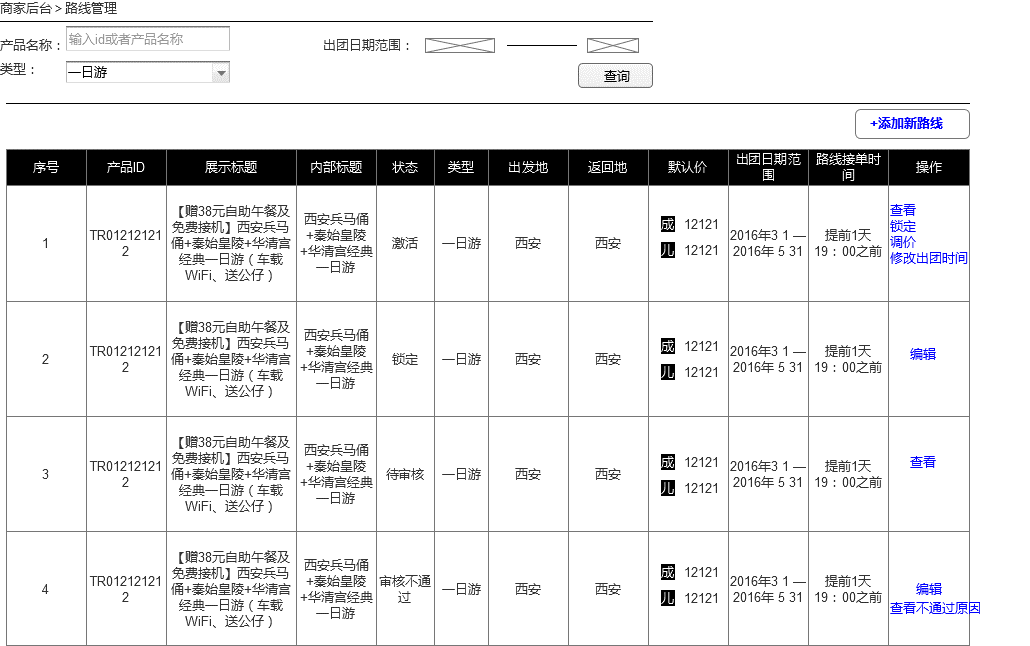 商家后台 > 路线管理
产品名称： 输入id或者产品名称 出团日期范围：
类型： 一日游 查询
+添加新路线
序号 产品ID 展示标题 内部标题 状态 类型 出发地 返回地 默认价 出团日期范 路线接单时 操作
围 间
1
TR01212121
2
【赠38元自助午餐及
免费接机】西安兵马
俑+秦始皇陵+华清宫
经典一日游（车载
WiFi、送公仔）
西安兵马俑
+秦始皇陵
+华清宫经典
一日游
激活
一日游
西安
西安
成 12121
儿 12121
2016年3 1 —
2016年 5 31
提前1天
19：00之前
查看
锁定
调价
修改出团时间
2
TR01212121
2
【赠38元自助午餐及
免费接机】西安兵马
俑+秦始皇陵+华清宫
经典一日游（车载
WiFi、送公仔）
西安兵马俑
+秦始皇陵
+华清宫经典
一日游
锁定
一日游
西安
西安
成 12121
儿 12121
2016年3 1 —
2016年 5 31
提前1天
19：00之前
编辑
3
TR01212121
2
【赠38元自助午餐及
免费接机】西安兵马
俑+秦始皇陵+华清宫
经典一日游（车载
WiFi、送公仔）
西安兵马俑
+秦始皇陵
+华清宫经典
一日游
待审核
一日游
西安
西安
成 12121
儿 12121
2016年3 1 —
2016年 5 31
提前1天
19：00之前
查看
4
TR01212121
2
【赠38元自助午餐及
免费接机】西安兵马
俑+秦始皇陵+华清宫
经典一日游（车载
WiFi、送公仔）
西安兵马俑
+秦始皇陵
+华清宫经典
一日游
审核不通
过
一日游
西安
西安
成 12121
儿 12121
2016年3 1 —
2016年 5 31
提前1天
19：00之前
编辑
查看不通过原因